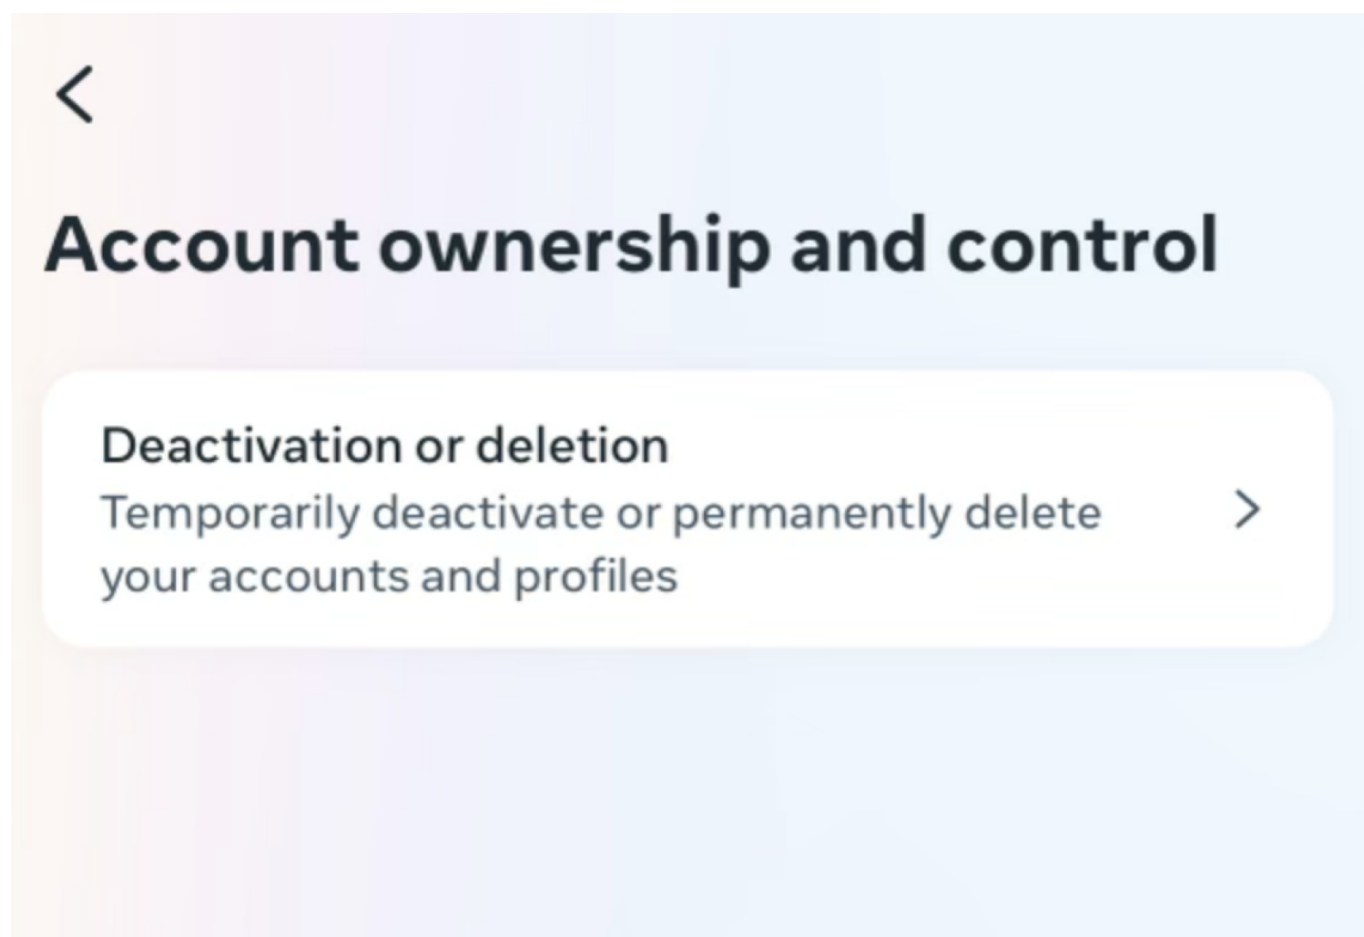 Account ownership and control
Deactivation or deletion
Temporarily deactivate or permanently delete
your accounts and profiles